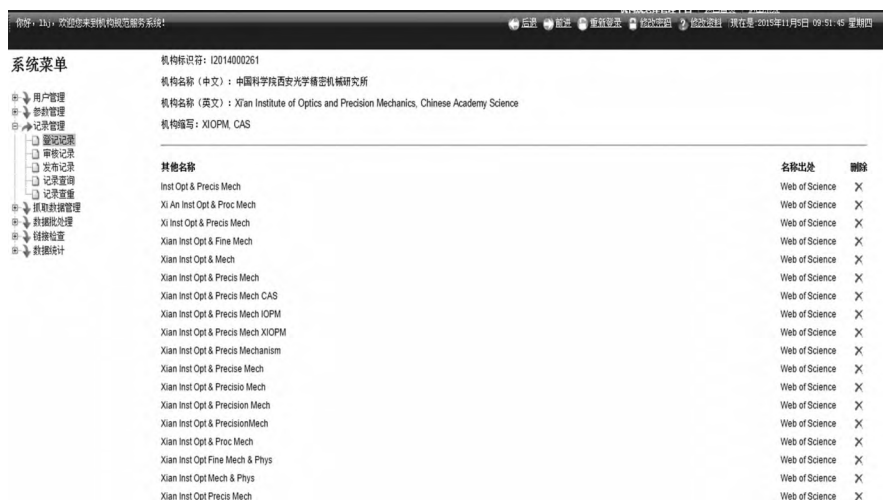 你好，lhj，欢迎您来到机构规范服务系统！
后退 前进 重新登录 修改密码 修改资料 现在是:2015年11月5日 09:51:45 星期四
系统菜单
用户管理
参数管理
记录管理
登记记录
审核记录
发布记录
记录查询
记录查重
抓取数据管理
数据批处理
链接检查
数据统计
机构标识符：I2014000261
机构名称（中文）：中国科学院西安光学精密机械研究所
机构名称（英文）：Xi'an Institute of Optics and Precision Mechanics, Chinese Academy Science
机构缩写：XIOPM, CAS
其他名称 名称出处 删除
Inst Opt & Precis Mech Web of Science
Xi An Inst Opt & Proc Mech Web of Science
Xi Inst Opt & Precis Mech Web of Science
Xian Inst Opt & Fine Mech Web of Science
Xian Inst Opt & Mech Web of Science
Xian Inst Opt & Precis Mech Web of Science
Xian Inst Opt & Precis Mech CAS Web of Science
Xian Inst Opt & Precis Mech IOPM Web of Science
Xian Inst Opt & Precis Mech XIOPM Web of Science
Xian Inst Opt & Precis Mechanism Web of Science
Xian Inst Opt & Precise Mech Web of Science
Xian Inst Opt & Precisio Mech Web of Science
Xian Inst Opt & Precision Mech Web of Science
Xian Inst Opt & PrecisionMech Web of Science
Xian Inst Opt & Proc Mech Web of Science
Xian Inst Opt Fine Mech & Phys Web of Science
Xian Inst Opt Mech & Phys Web of Science
Xian Inst Opt Precis Mech Web of Science